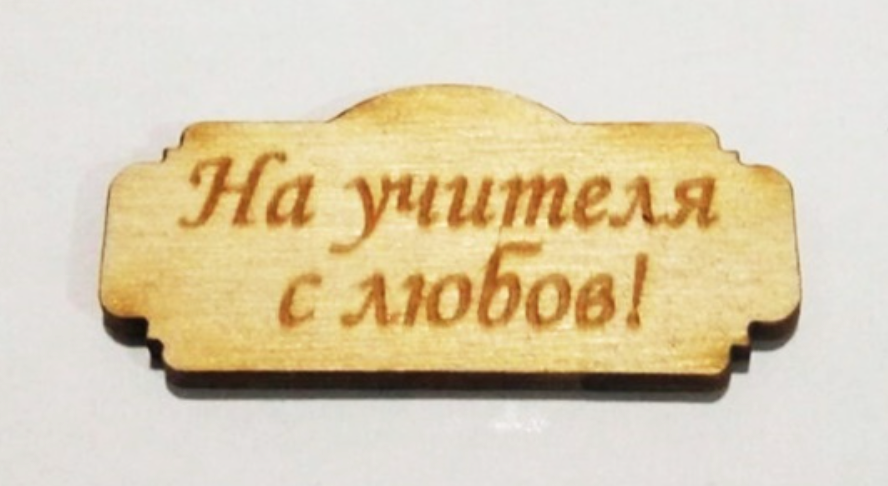 На учителя
с любов!